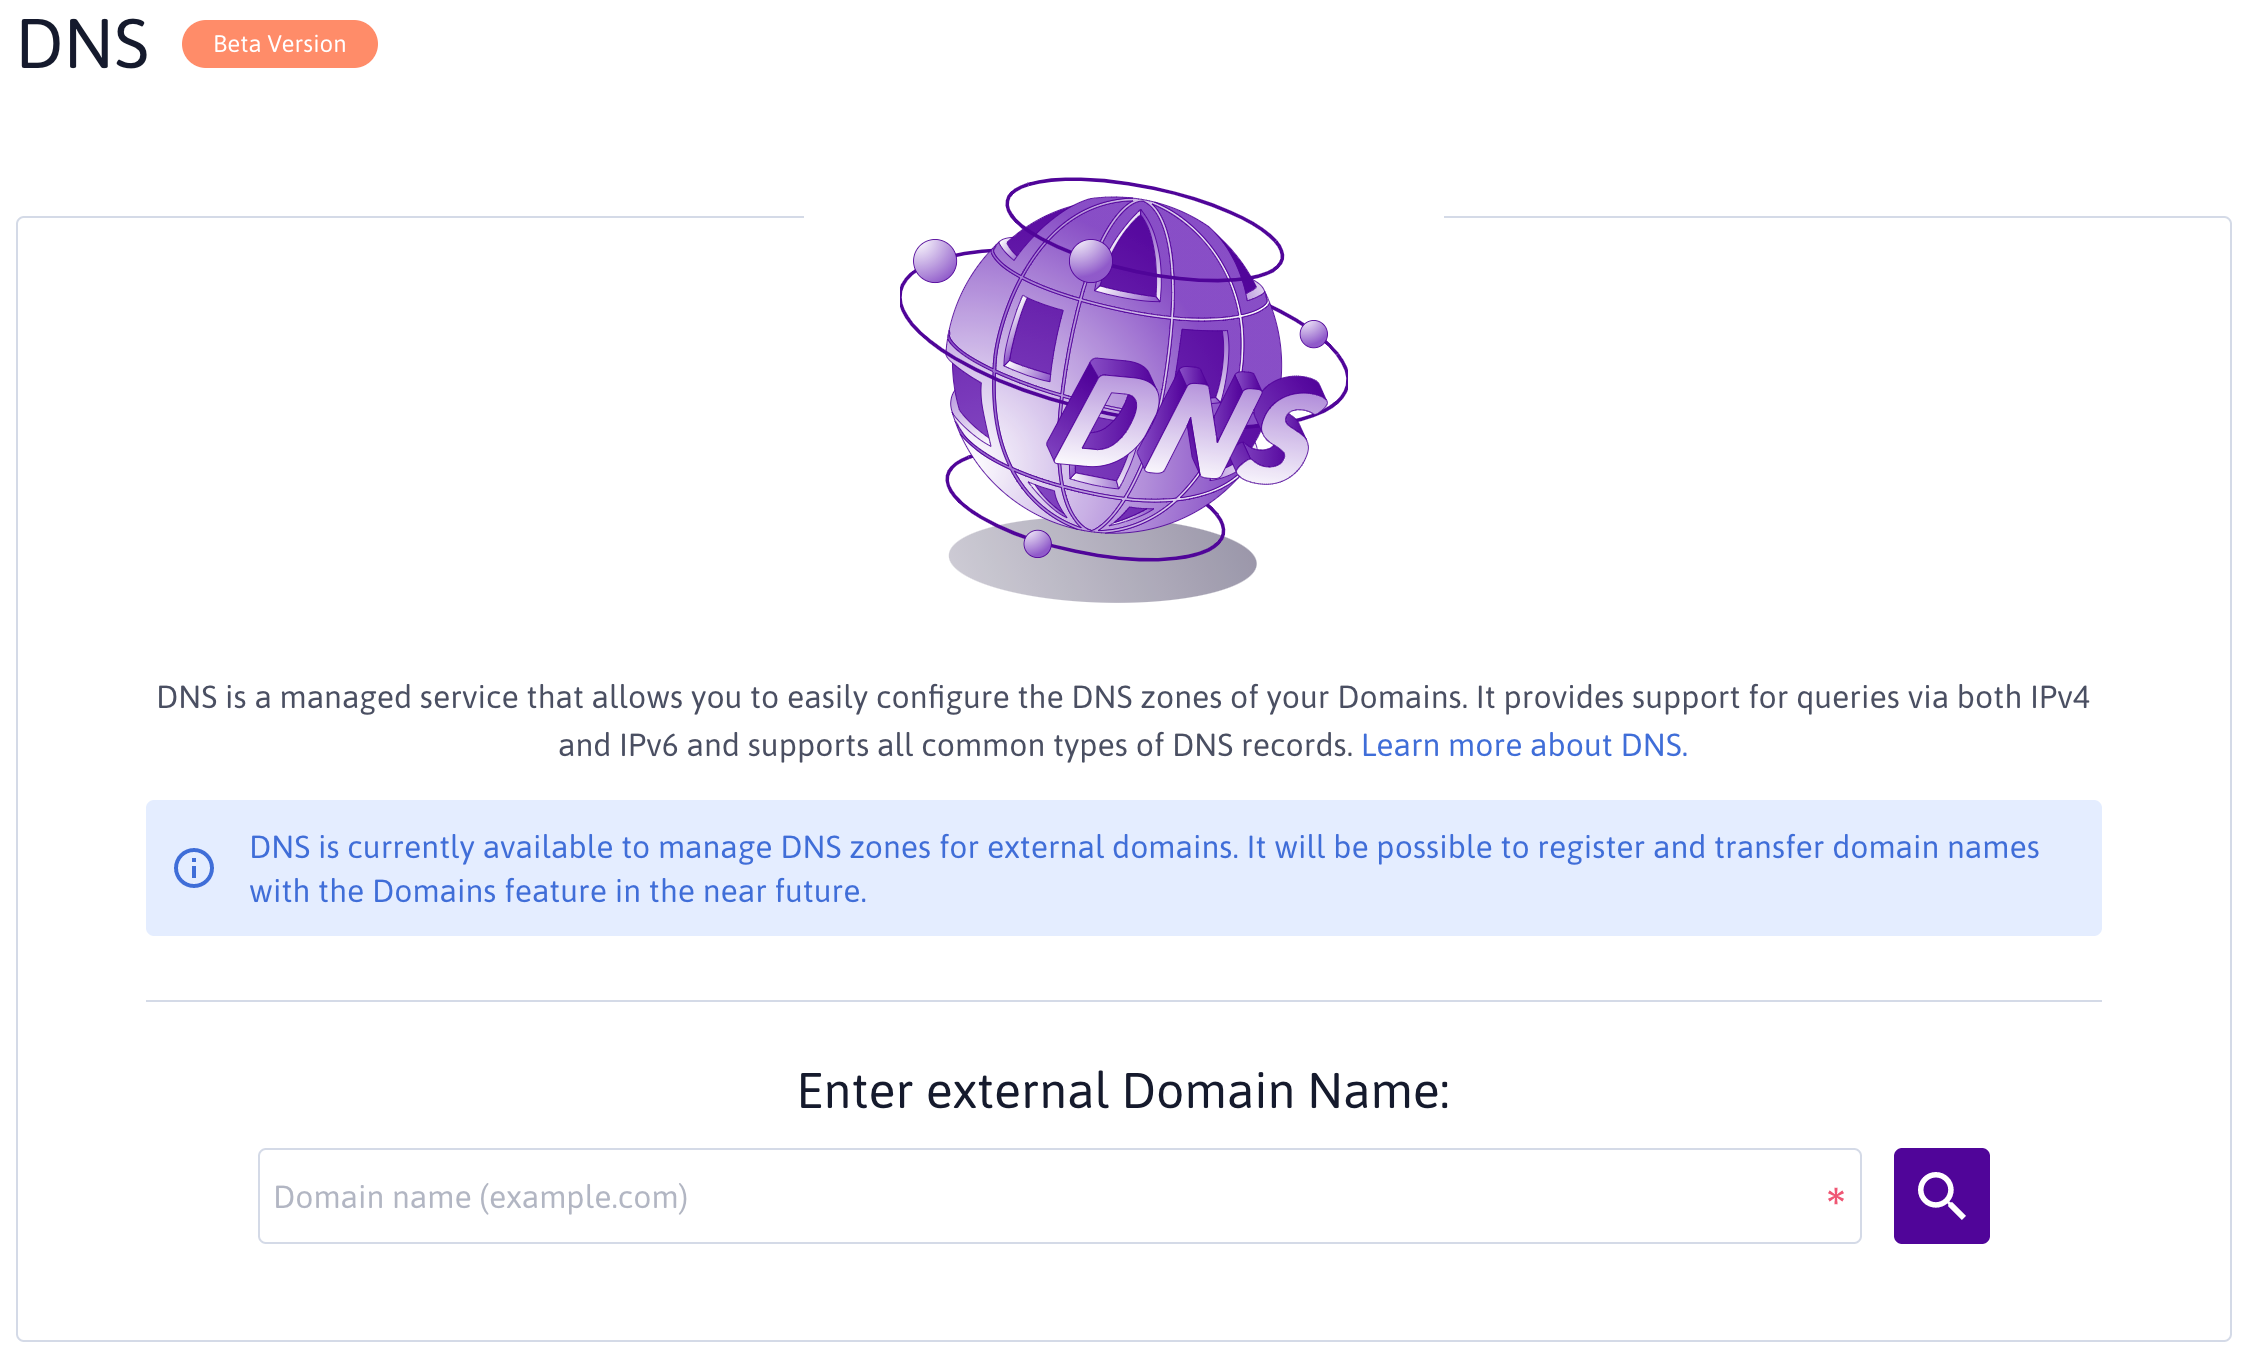 DNS
Beta Version
DNS
DNS is a managed service that allows you to easily configure the DNS zones of your Domains. It provides support for queries via both IPv4
and IPv6 and supports all common types of DNS records. Learn more about DNS.
DNS is currently available to manage DNS zones for external domains. It will be possible to register and transfer domain names
with the Domains feature in the near future.
Enter external Domain Name:
Domain name (example.com) *